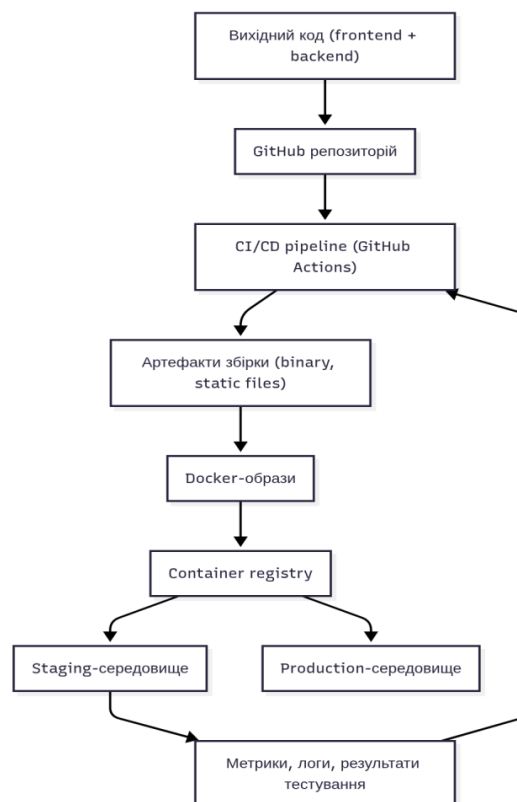 Вихідний код (frontend +
backend)
GitHub репозиторій
CI/CD pipeline (GitHub
Actions)
Артефакти збірки (binary,
static files)
Docker-образи
Container registry
Staging-середовище
Production-середовище
Метрики, логи, результати
тестування